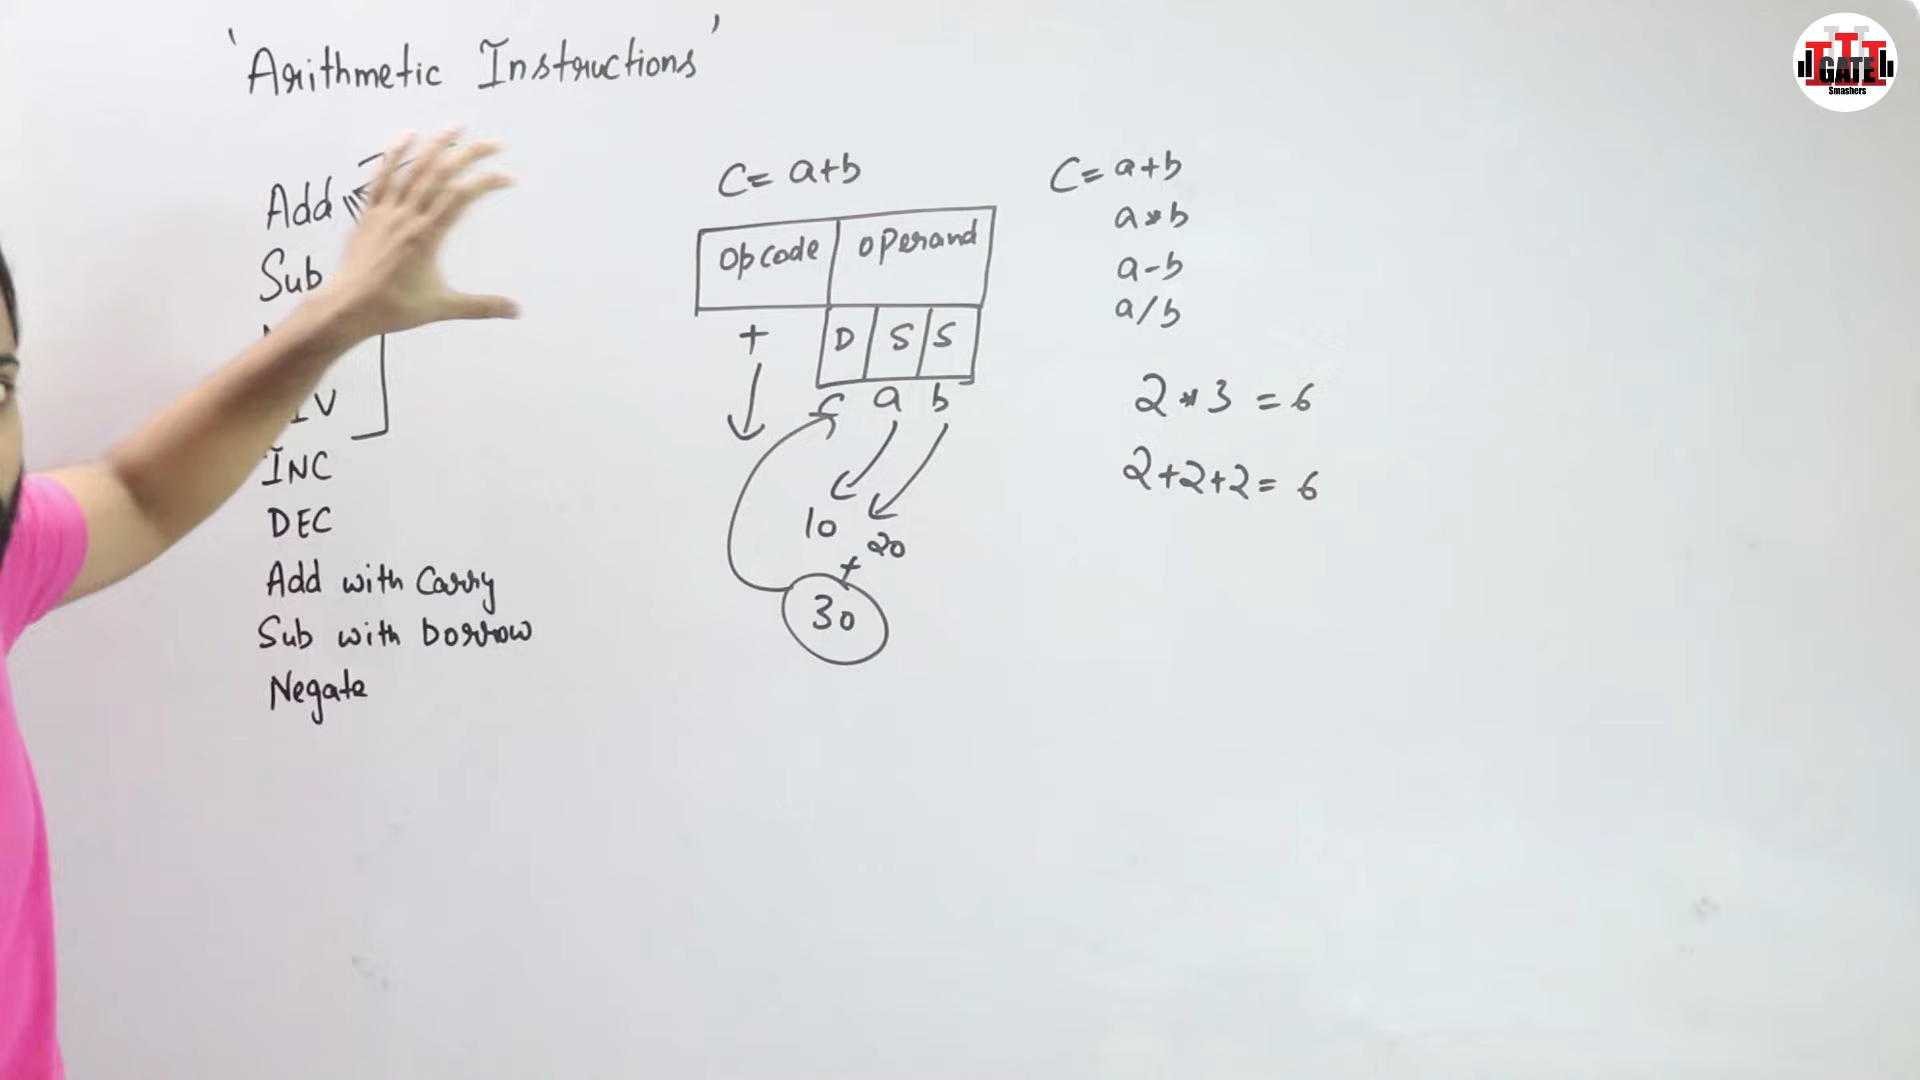 'Arithmetic Instructions'
Add
Sub
IV
INC
DEC
Add with Carry
Sub with borrow
Negate
C= a+b
Opcode operand
+ D S S
C a b
10 20
+
30
C= a+b
a*b
a-b
a/b
2*3 =6
2+2+2= 6
GATE
Smashers